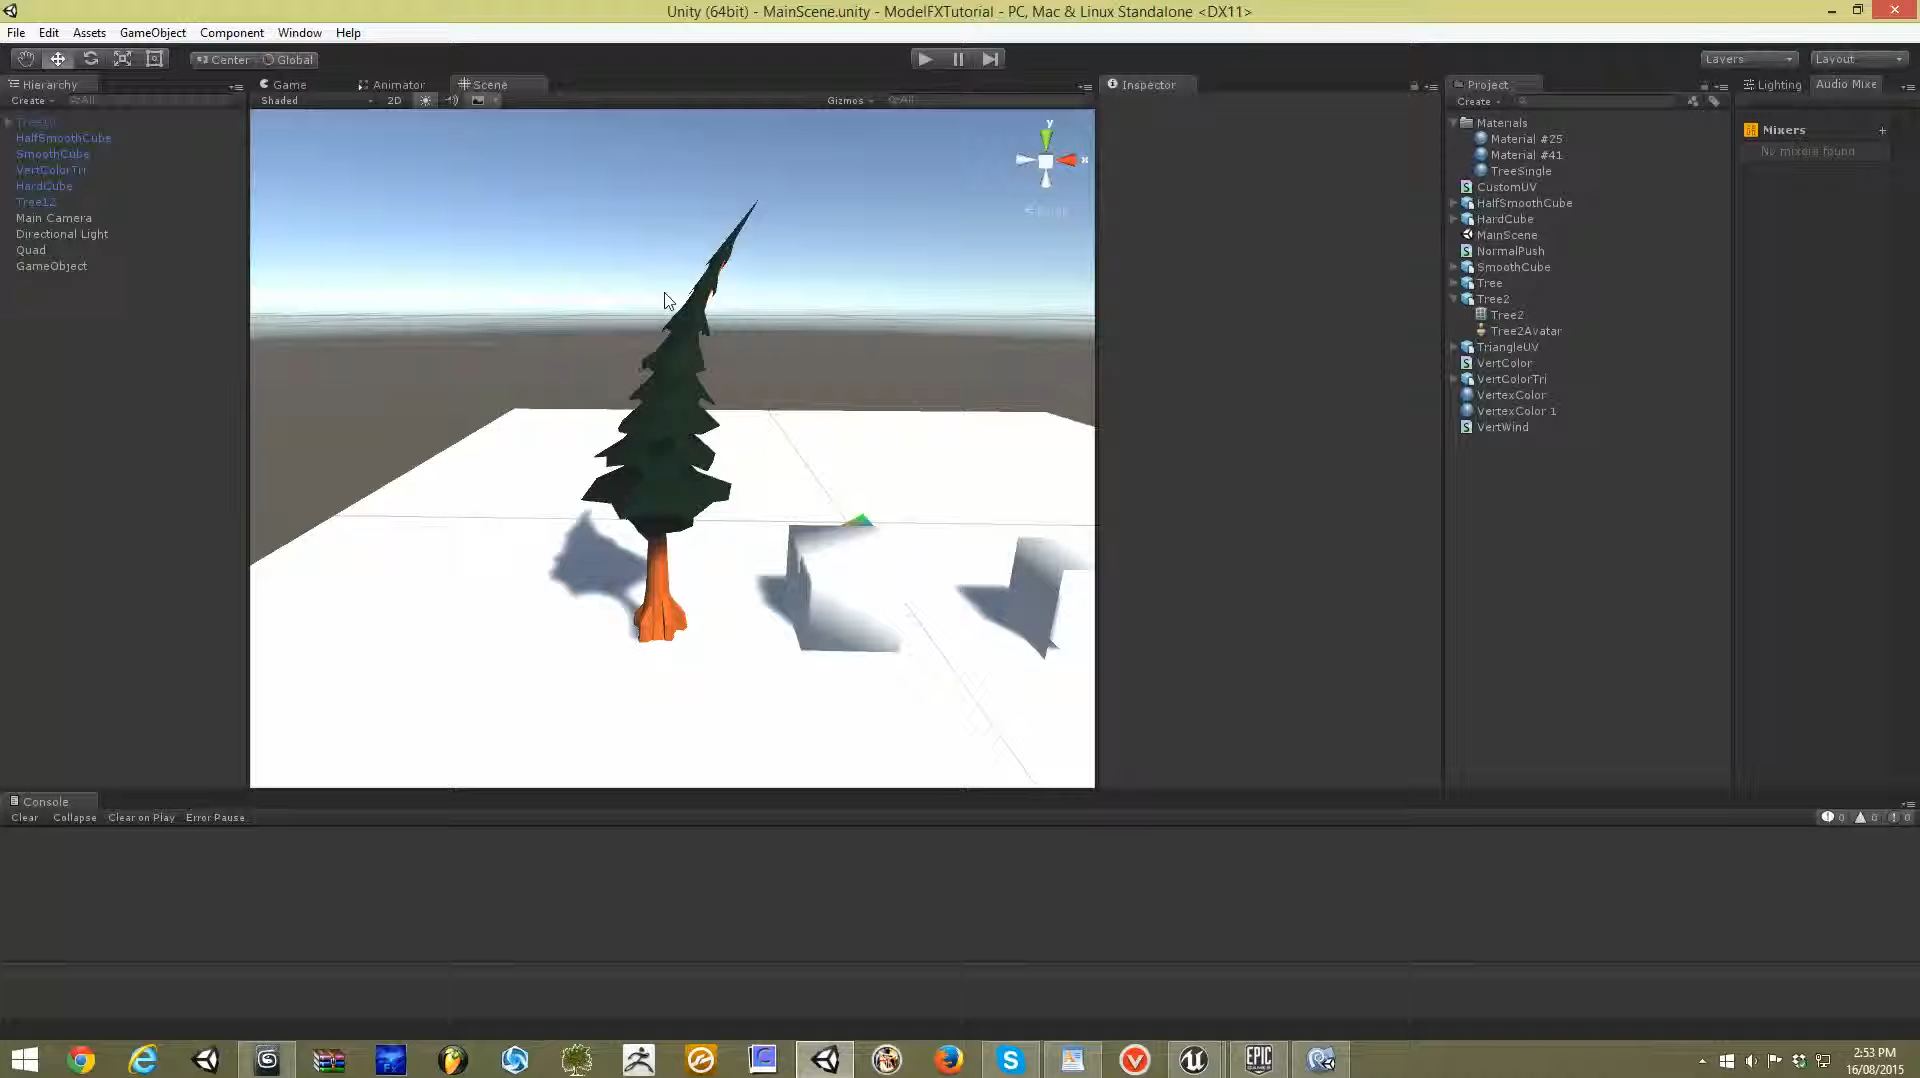 Unity (64bit) - MainScene.unity - ModelFXTutorial - PC, Mac & Linux Standalone <DX11>
File Edit Assets GameObject Component Window Help
Center Global Layers Layout
Hierarchy Game Animator Scene Inspector Project Lighting Audio Mixe
Create All Shaded 2D Gizmos All Create
y
x
HalfSmoothCube
SmoothCube
VertColorTri
HardCube
Tree12
Main Camera
Directional Light
Quad
GameObject
Materials
Material #25
Material #41
TreeSingle
CustomUV
HalfSmoothCube
HardCube
MainScene
NormalPush
SmoothCube
Tree
Tree2
Tree2
Tree2Avatar
TriangleUV
VertColor
VertColorTri
VertexColor
VertexColor 1
VertWind
Mixers
No mixers found
Console
Clear Collapse Clear on Play Error Pause
0 0 0
EPIC GAMES
2:53 PM
16/08/2015